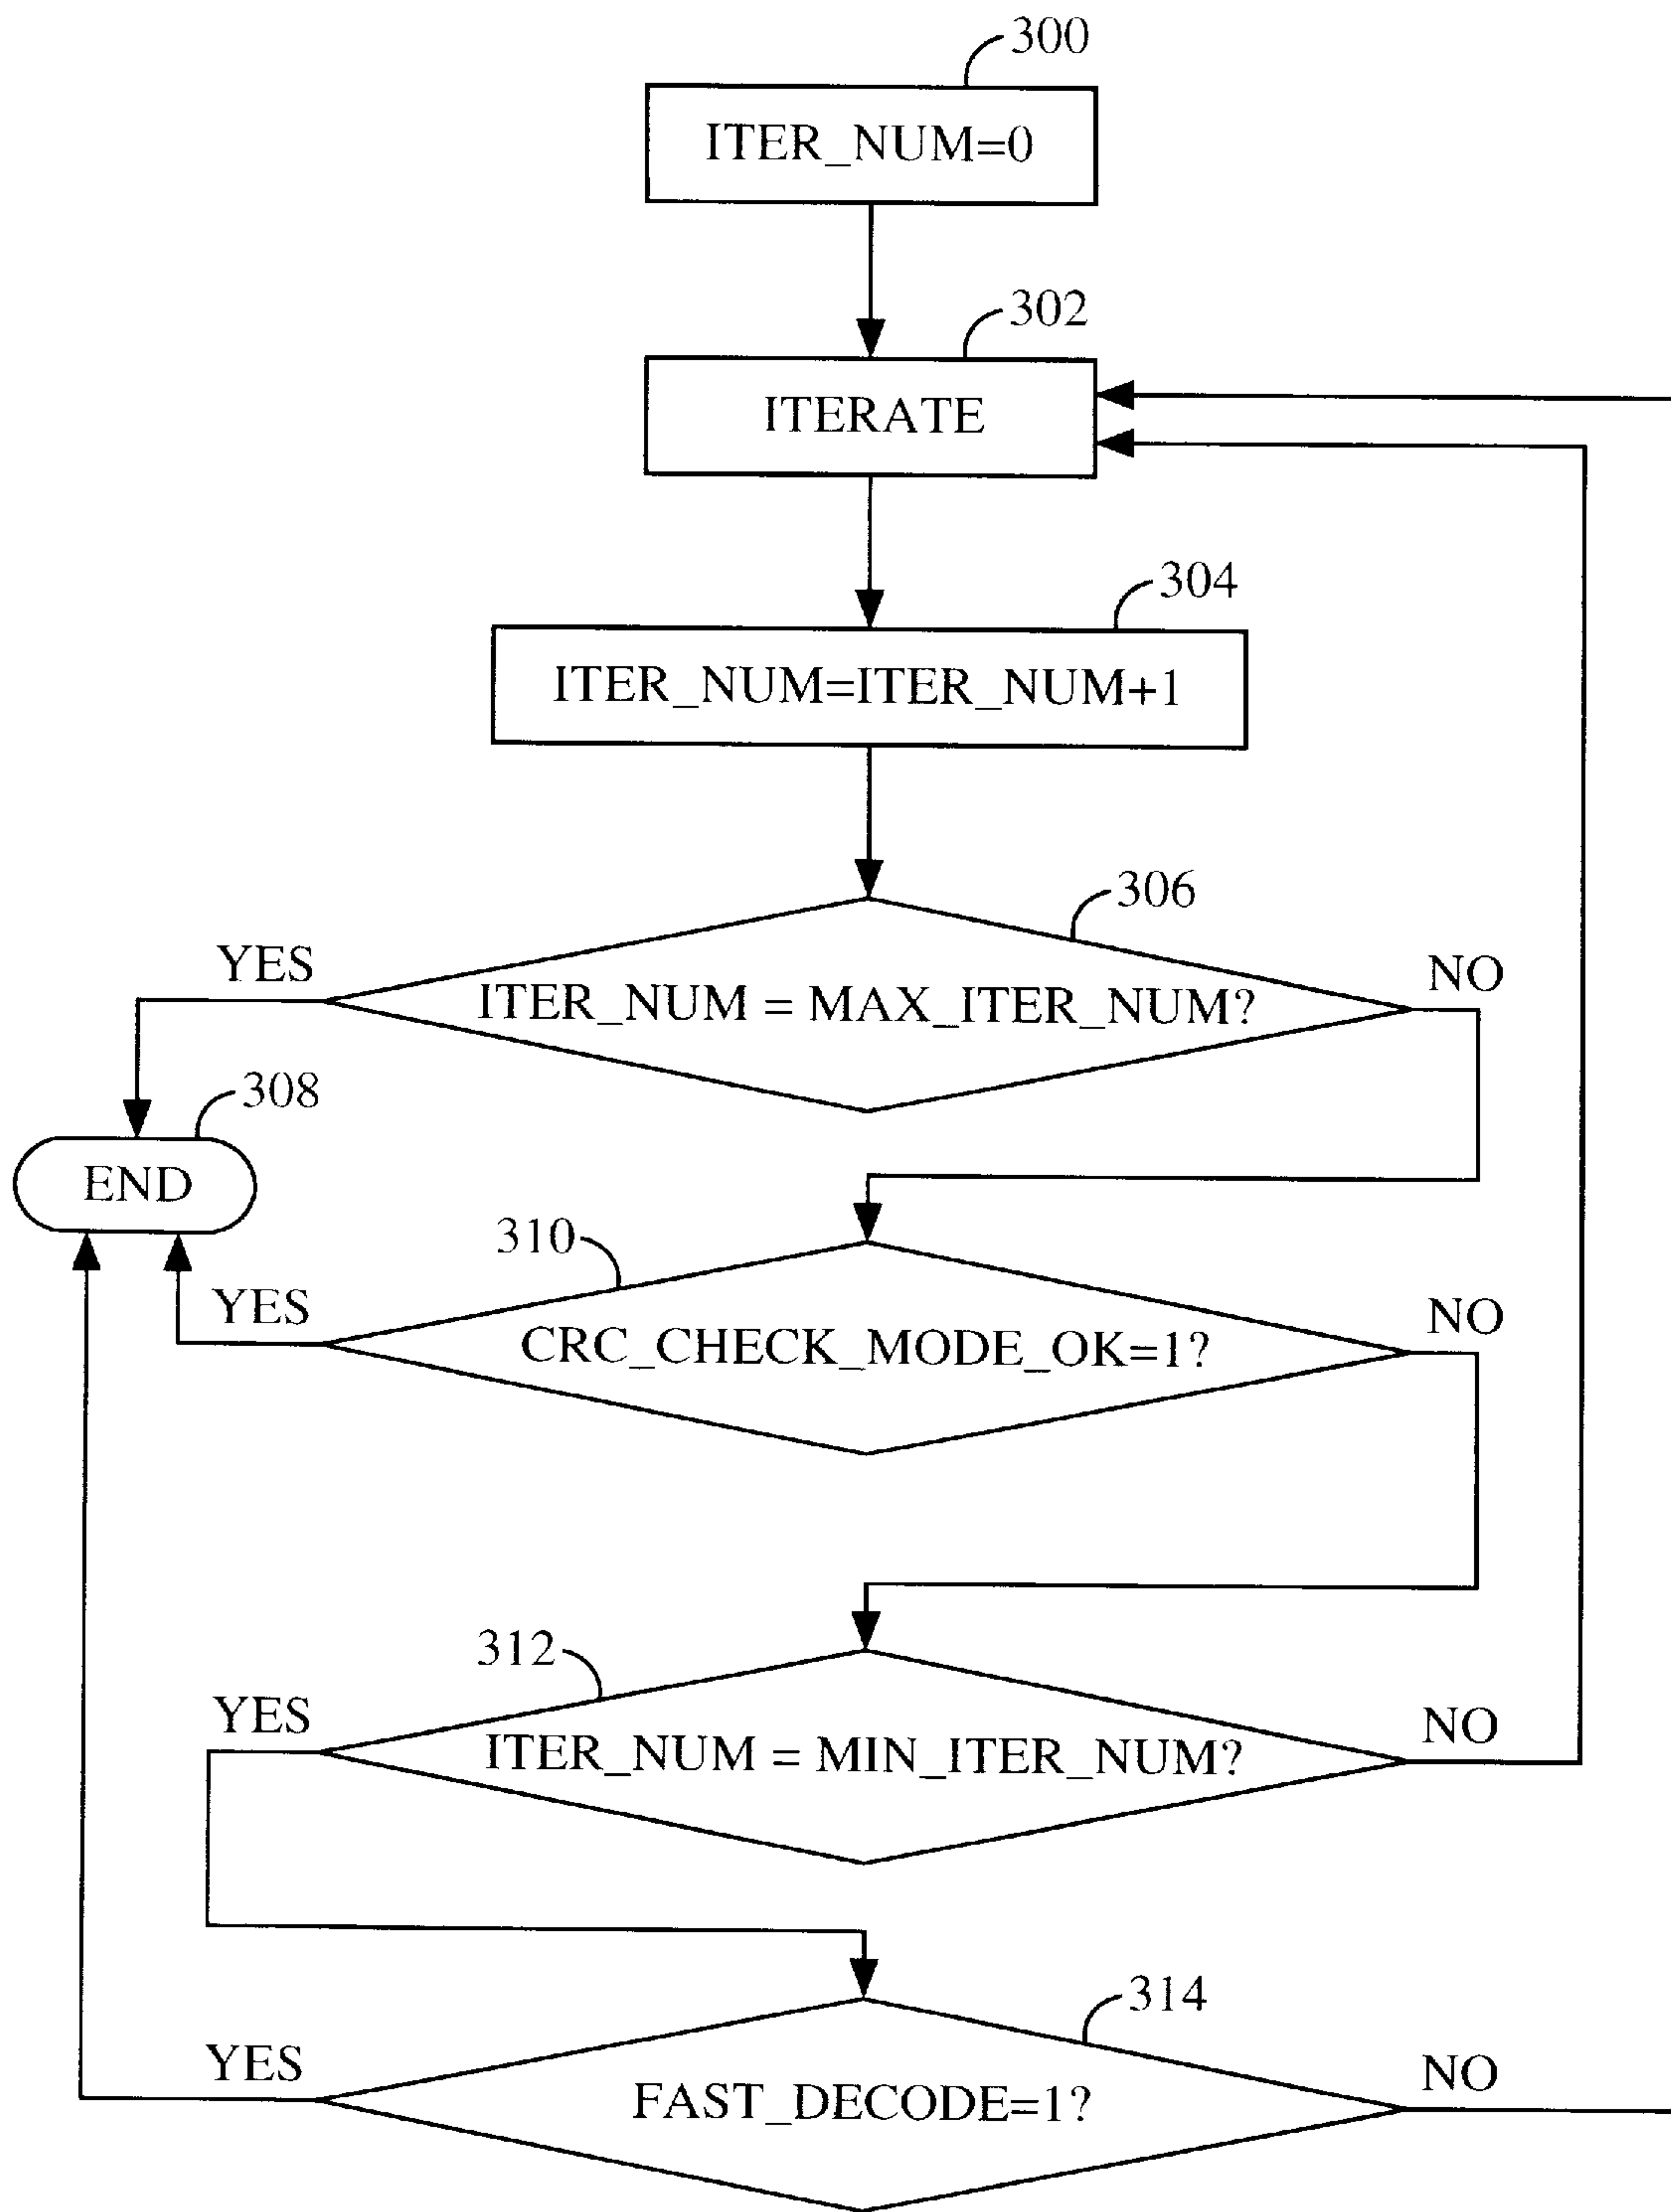 300
ITER_NUM=0
302
ITERATE
304
ITER_NUM=ITER_NUM+1
306
YES
NO
ITER_NUM = MAX_ITER_NUM?
308
END
310
YES
NO
CRC_CHECK_MODE_OK=1?
312
YES
NO
ITER_NUM = MIN_ITER_NUM?
314
YES
NO
FAST_DECODE=1?